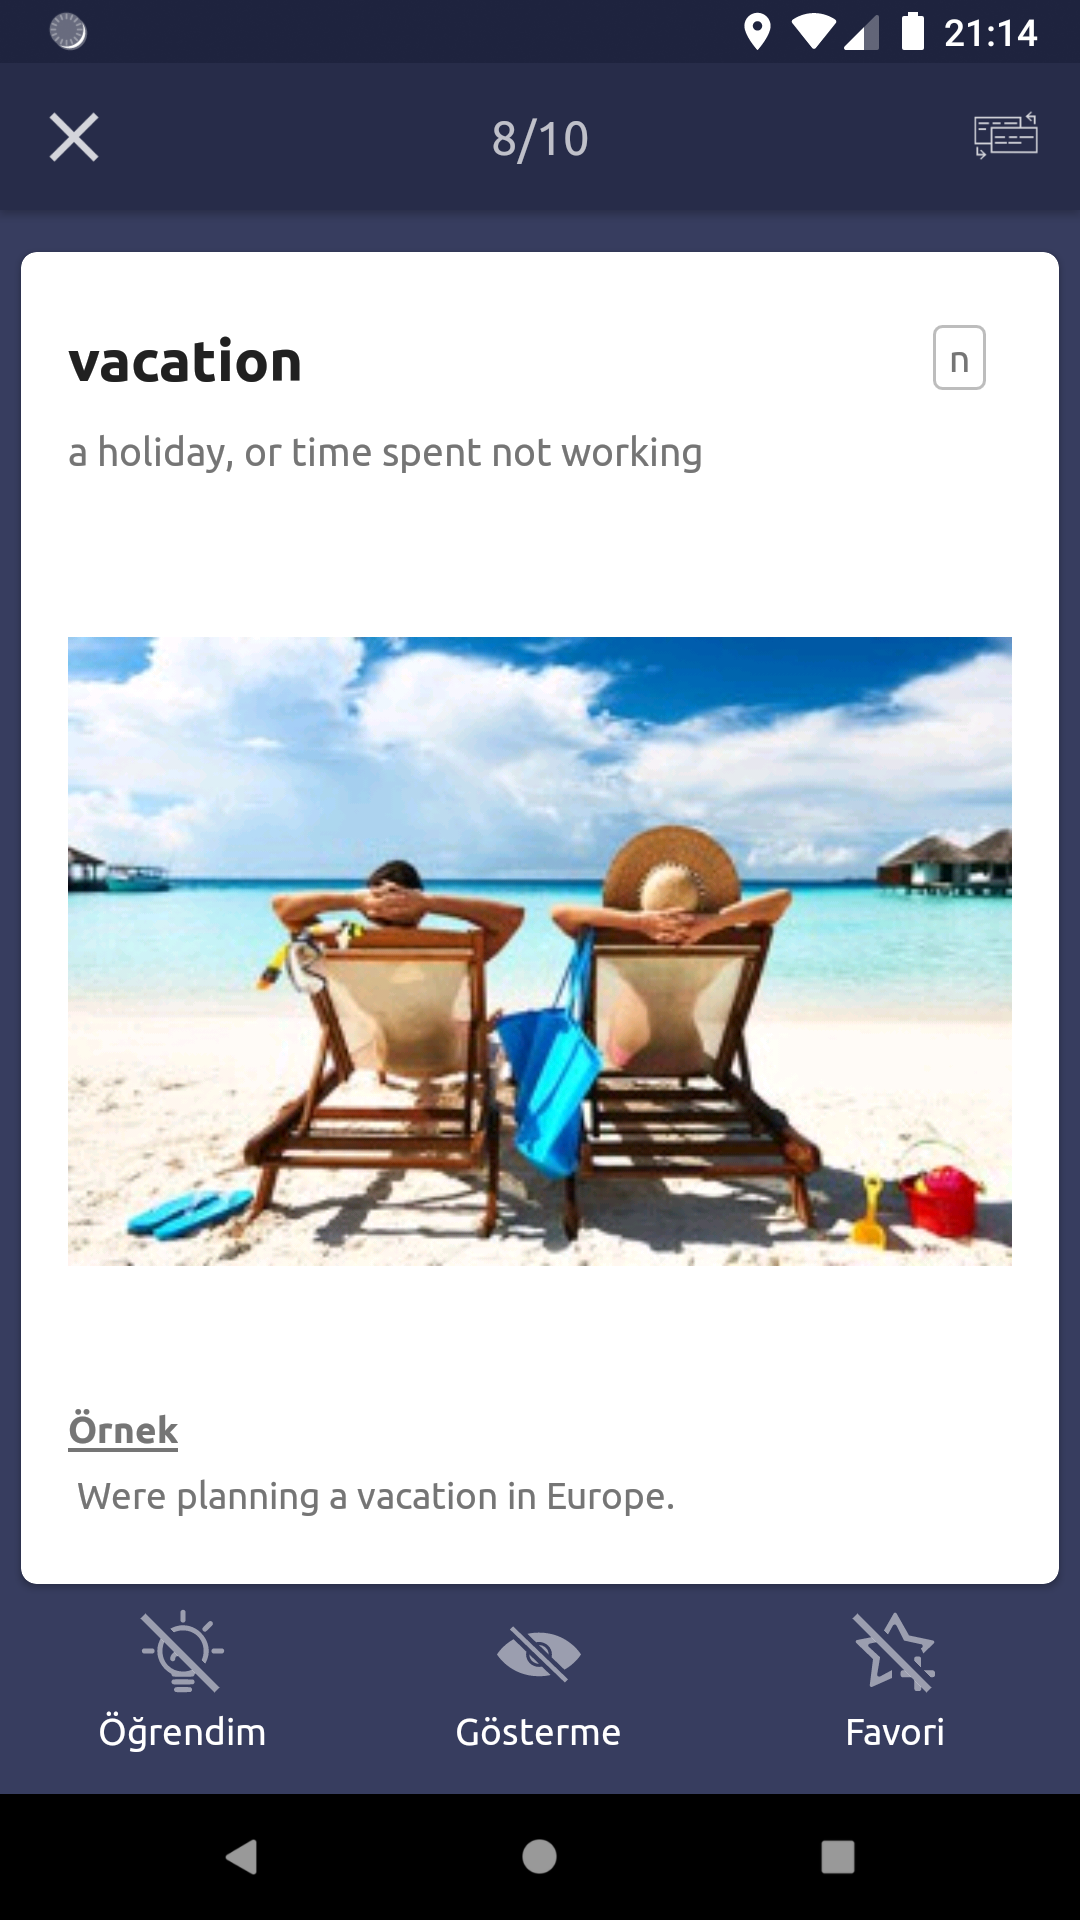 21:14
8/10
vacation
n
a holiday, or time spent not working
Örnek
Were planning a vacation in Europe.
Öğrendim
Gösterme
Favori